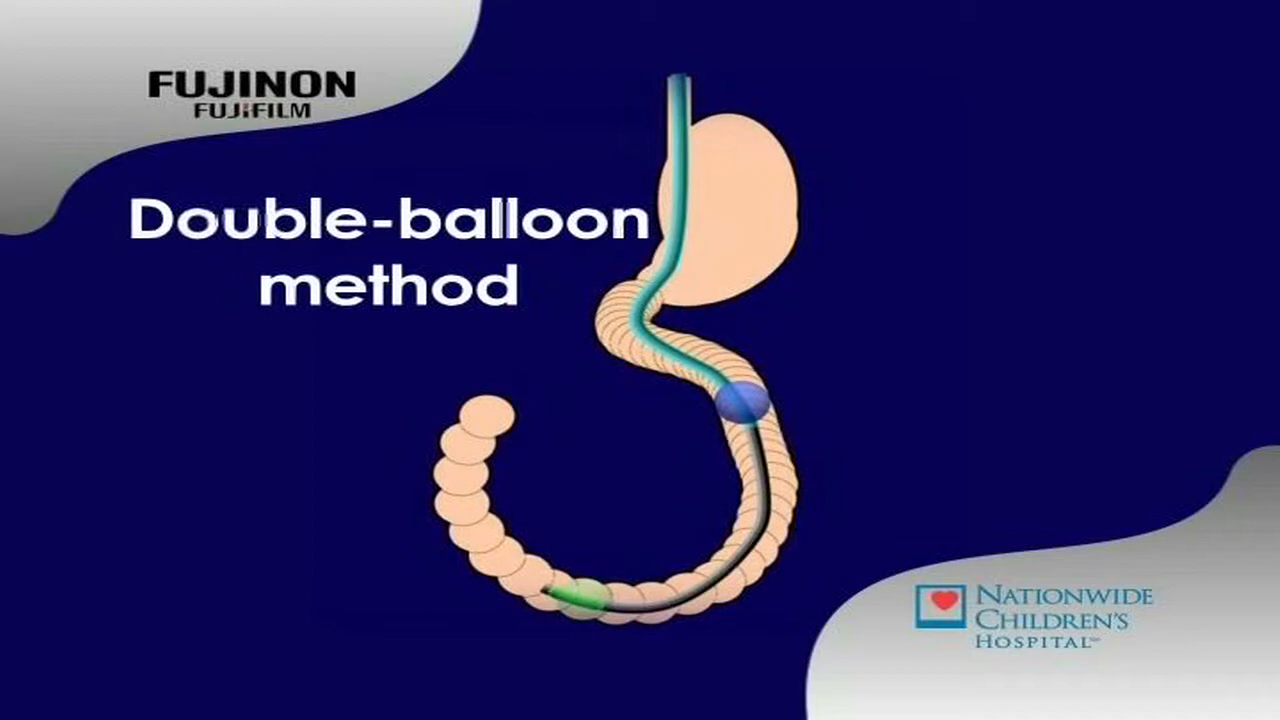 FUJINON
FUJIFILM
Double-balloon
method
NATIONWIDE
CHILDREN'S
HOSPITAL